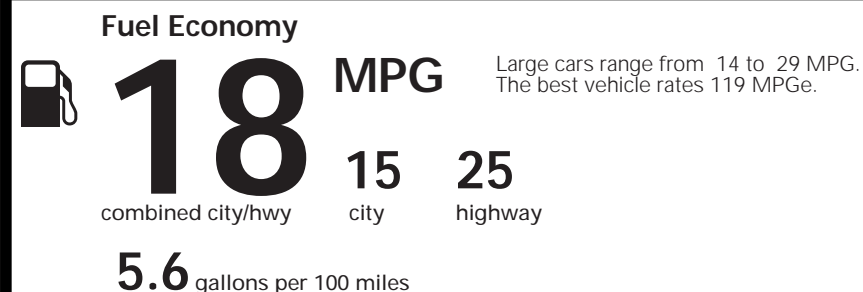 Fuel Economy
18 MPG
Large cars range from 14 to 29 MPG.
The best vehicle rates 119 MPGe.
15 25
combined city/hwy city highway
5.6 gallons per 100 miles